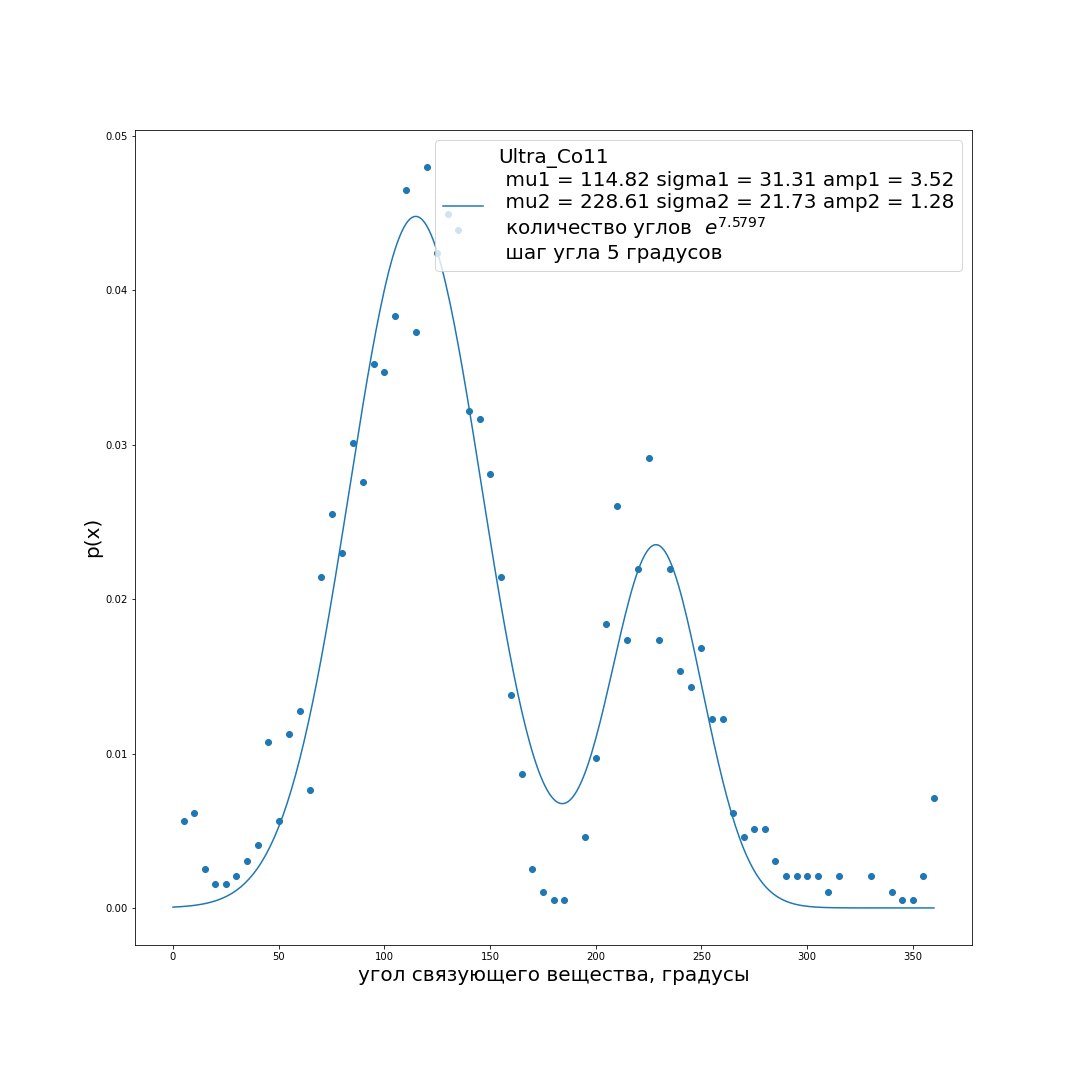 Ultra_Co11
mu1 = 114.82 sigma1 = 31.31 amp1 = 3.52
mu2 = 228.61 sigma2 = 21.73 amp2 = 1.28
количество углов e^7.5797
шаг угла 5 градусов
0.05
0.04
0.03
0.02
0.01
0.00
p(x)
0 50 100 150 200 250 300 350
угол связующего вещества, градусы